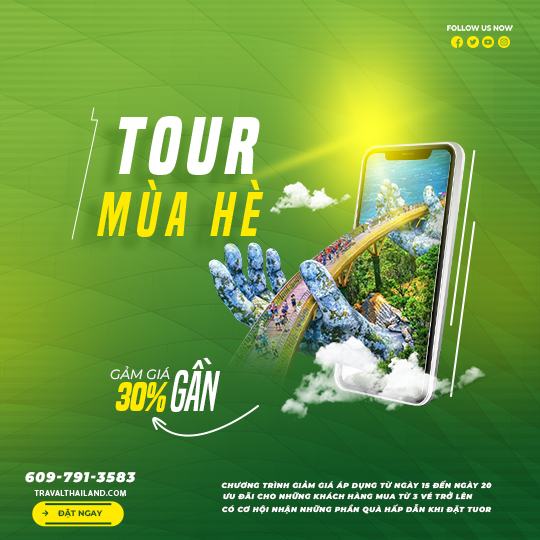 FOLLOW US NOW
TOUR
MÙA HÈ
GẢM GIÁ
30% GẦN
609-791-3583
TRAVALTHAILAND.COM
ĐẶT NGAY
CHƯƠNG TRÌNH GIẢM GIÁ ÁP DỤNG TỪ NGÀY 15 ĐẾN NGÀY 20
ƯU ĐÃI CHO NHỮNG KHÁCH HÀNG MUA TỪ 3 VÉ TRỞ LÊN
CÓ CƠ HỘI NHẬN NHỮNG PHẦN QUÀ HẤP DẪN KHI ĐẶT TUOR